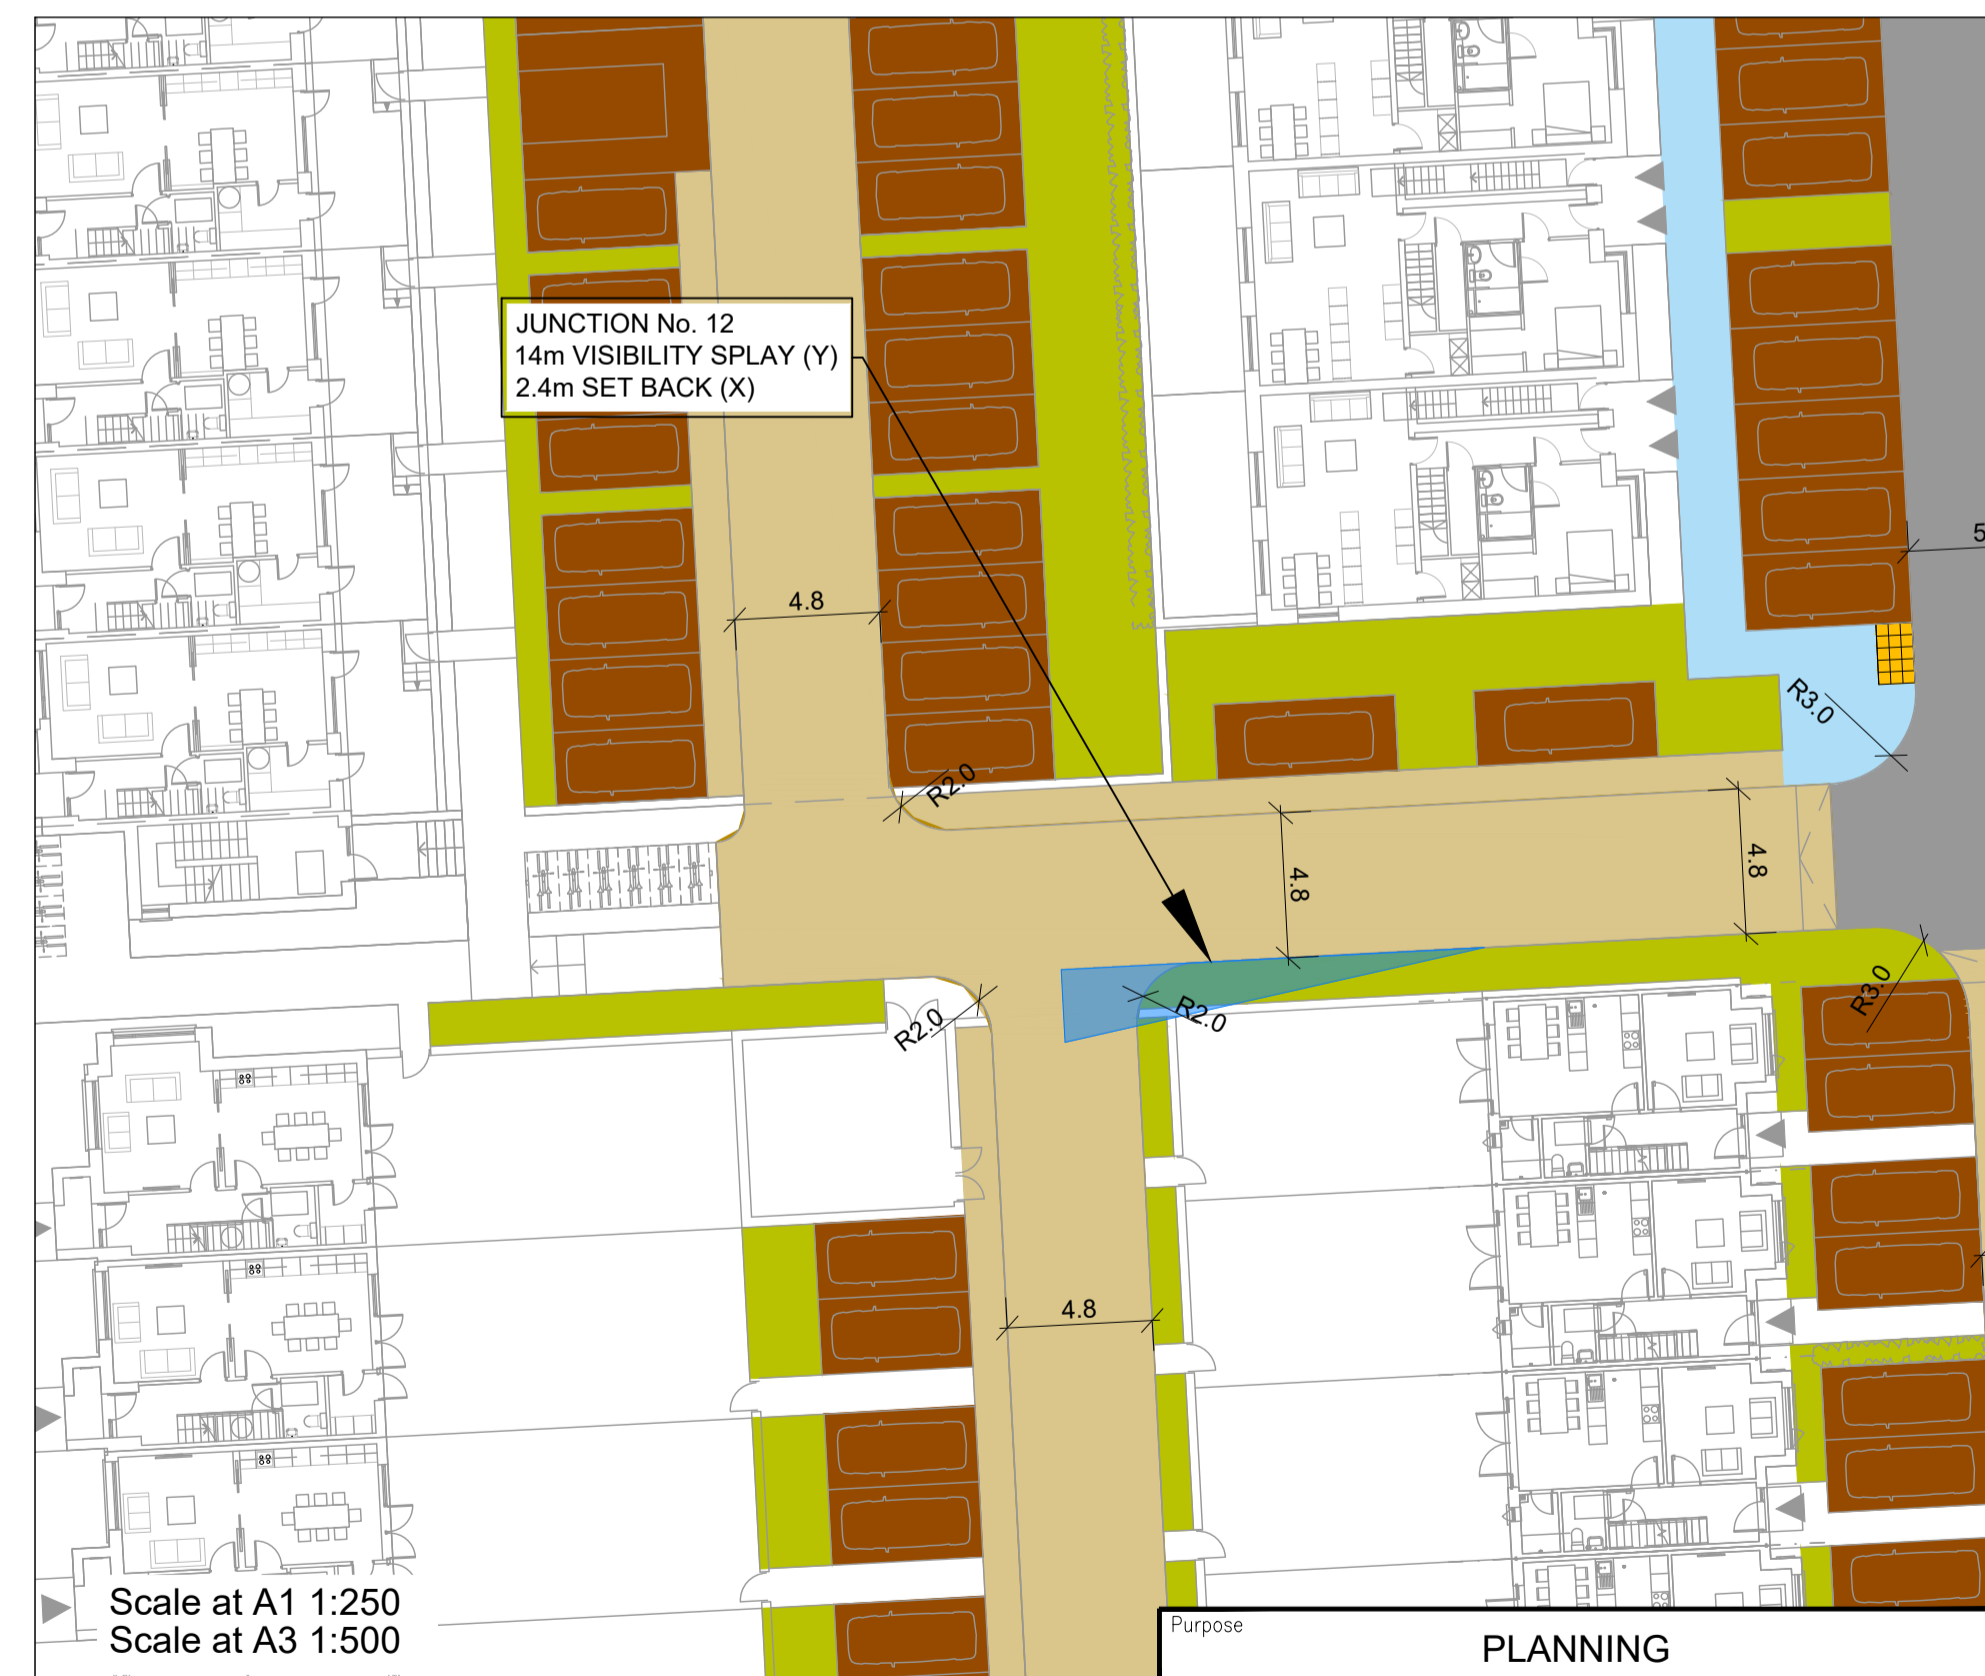 JUNCTION No. 12
14m VISIBILITY SPLAY (Y)
2.4m SET BACK (X)
5
4.8
R3.0
R2.0
4.8
4.8
R2.0
R2.0
R3.0
4.8
Scale at A1 1:250
Scale at A3 1:500
Purpose
PLANNING